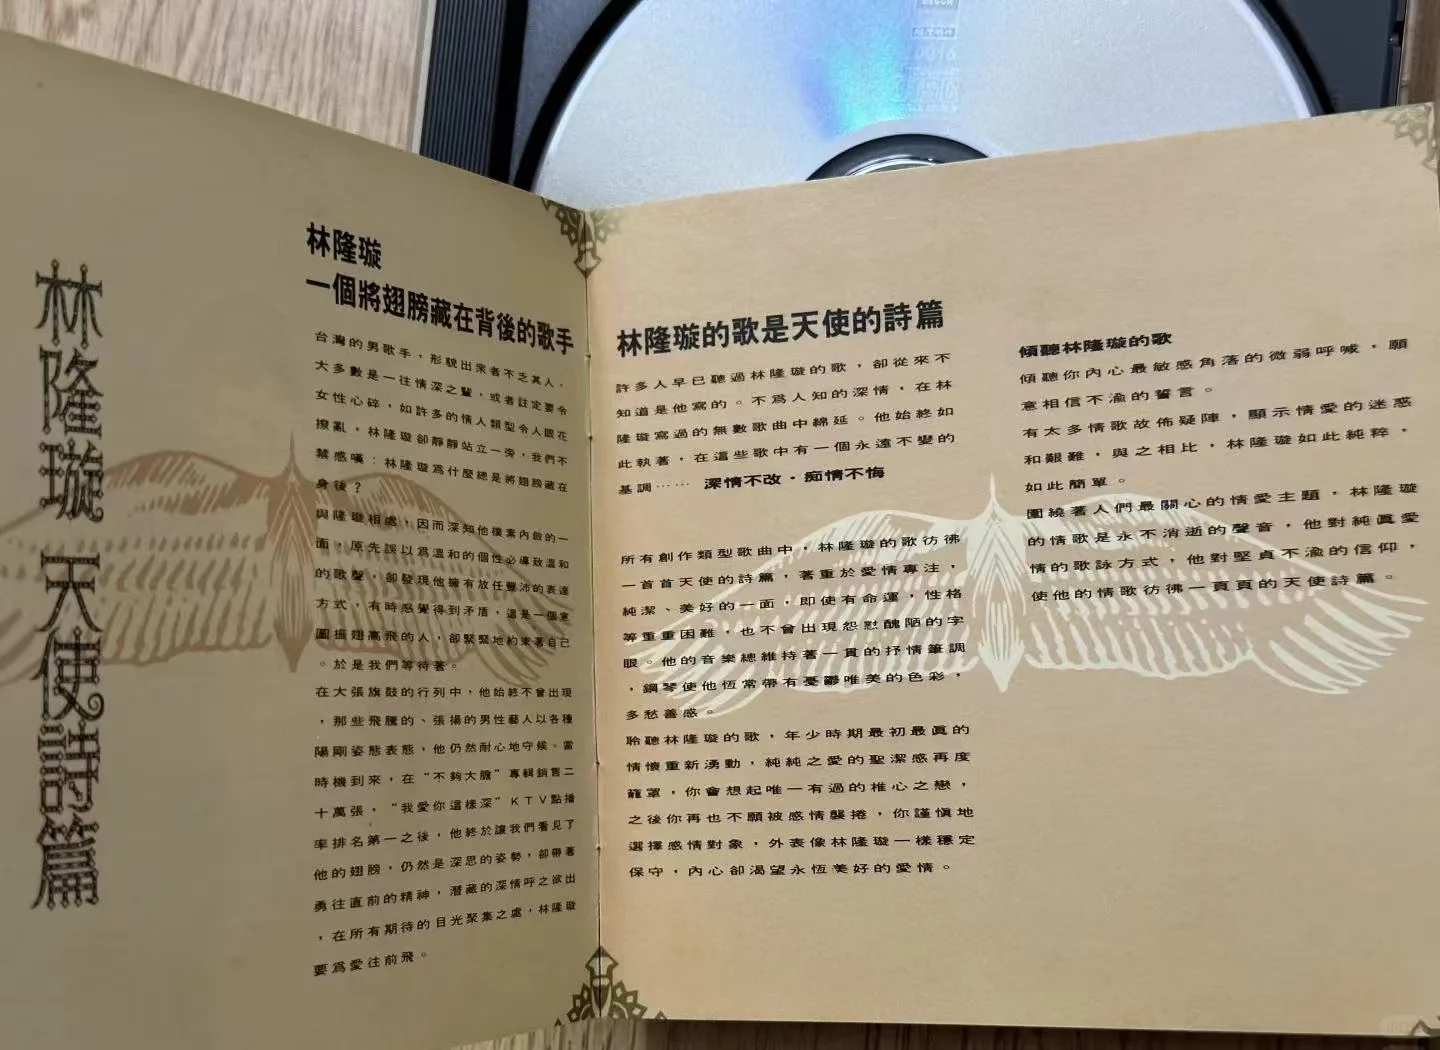 林隆璇 天使詩篇
林隆璇
一個將翅膀藏在背後的歌手
台灣的男歌手，形貌出衆者不乏其人，
大多數是一往情深之輩，或者註定要令
女性心碎，如許多的情人類型令人眼花
撩亂，林隆璇卻靜靜站立一旁，我們不
禁感嘆：林隆璇爲什麼總是將翅膀藏在
身後？
與隆璇相處，因而深知他樸素內斂的一
面，原先誤以爲溫和的個性必導致溫和
的歌聲，卻發現他擁有放任豐沛的表達
方式，有時感覺得到矛盾，這是一個意
圖振翅高飛的人，卻緊緊地約束著自己
。於是我們等待著。
在大張旗鼓的行列中，他始終不曾出現
，那些飛騰的、張揚的男性藝人以各種
陽剛姿態表態，他仍然耐心地守候。當
時機到來，在“不夠大膽”專輯銷售二
十萬張，“我愛你這樣深”KTV點播
率排名第一之後，他終於讓我們看見了
他的翅膀，仍然是深思的姿勢，卻帶著
勇往直前的精神，潛藏的深情呼之欲出
，在所有期待的目光聚集之處，林隆璇
要爲愛往前飛。
林隆璇的歌是天使的詩篇
許多人早已聽過林隆璇的歌，卻從來不
知道是他寫的。不爲人知的深情，在林
隆璇寫過的無數歌曲中綿延。他始終如
此執著，在這些歌中有一個永遠不變的
基調⋯⋯ 深情不改・痴情不悔
所有創作類型歌曲中，林隆璇的歌彷彿
一首首天使的詩篇，著重於愛情專注，
純潔、美好的一面，即使有命運，性格
等重重困難，也不會出現怨懟醜陋的字
眼。他的音樂總維持著一貫的抒情筆調
，鋼琴使他恆常帶有憂鬱唯美的色彩，
多愁善感。
聆聽林隆璇的歌，年少時期最初最眞的
情懷重新湧動，純純之愛的聖潔感再度
籠罩，你會想起唯一有過的椎心之戀，
之後你再也不願被感情襲捲，你謹愼地
選擇感情對象，外表像林隆璇一樣穩定
保守，內心卻渴望永恆美好的愛情。
傾聽林隆璇的歌
傾聽你內心最敏感角落的微弱呼喊，願
意相信不渝的誓言。
有太多情歌故佈疑陣，顯示情愛的迷惑
和艱難，與之相比，林隆璇如此純粹，
如此簡單。
圍繞著人們最關心的情愛主題，林隆璇
的情歌是永不消逝的聲音，他對純眞愛
情的歌詠方式，他對堅貞不渝的信仰，
使他的情歌彷彿一頁頁的天使詩篇。